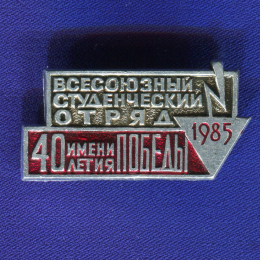 ВСЕСОЮЗНЫЙ
СТУДЕНЧЕСКИЙ
ОТРЯД
1985
40 ИМЕНИ
ЛЕТИЯ ПОБЕДЫ